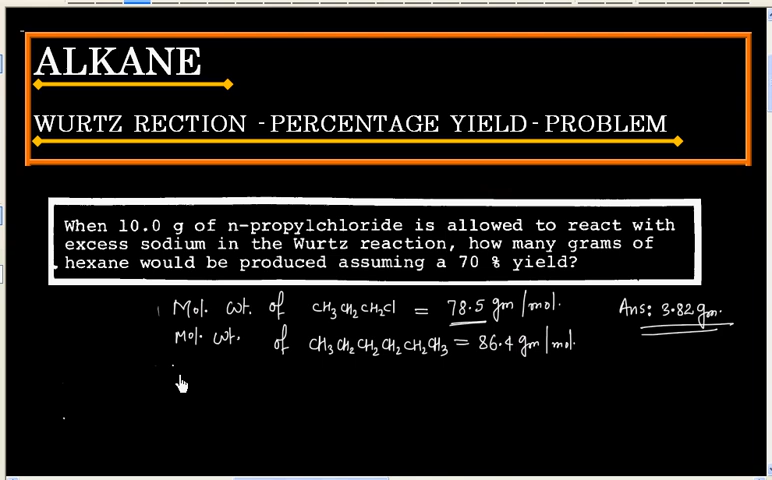 ALKANE
WURTZ RECTION - PERCENTAGE YIELD - PROBLEM
When 10.0 g of n-propylchloride is allowed to react with
excess sodium in the Wurtz reaction, how many grams of
hexane would be produced assuming a 70 % yield?
Mol. wt. of CH₃CH₂CH₂Cl = 78.5 gm/mol. Ans: 3.82 gm.
Mol. wt. of CH₃CH₂CH₂CH₂CH₂CH₃ = 86.4 gm/mol.